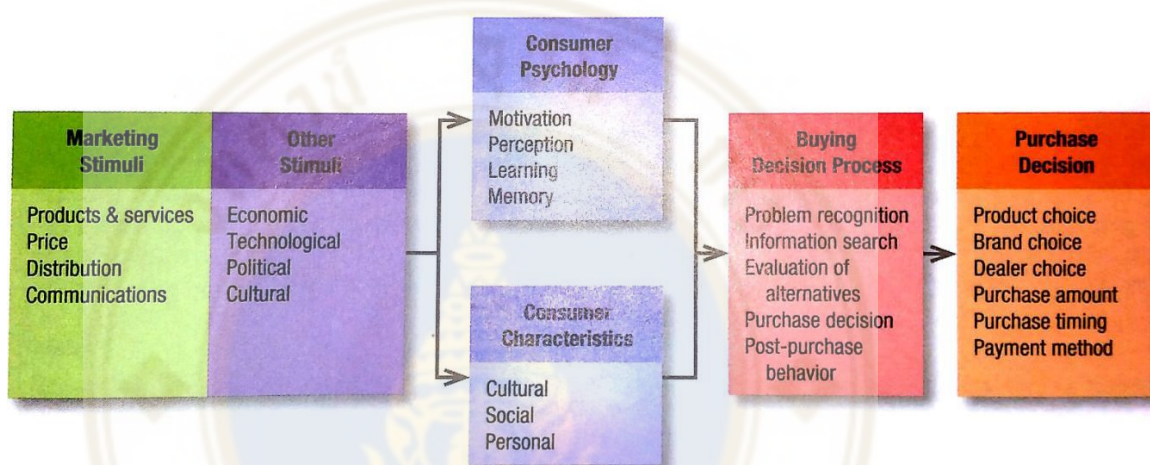 Marketing
Stimuli
Products & services
Price
Distribution
Communications
Other
Stimuli
Economic
Technological
Political
Cultural
Consumer
Psychology
Motivation
Perception
Learning
Memory
Consumer
Characteristics
Cultural
Social
Personal
Buying
Decision Process
Problem recognition
Information search
Evaluation of
alternatives
Purchase decision
Post-purchase
behavior
Purchase
Decision
Product choice
Brand choice
Dealer choice
Purchase amount
Purchase timing
Payment method